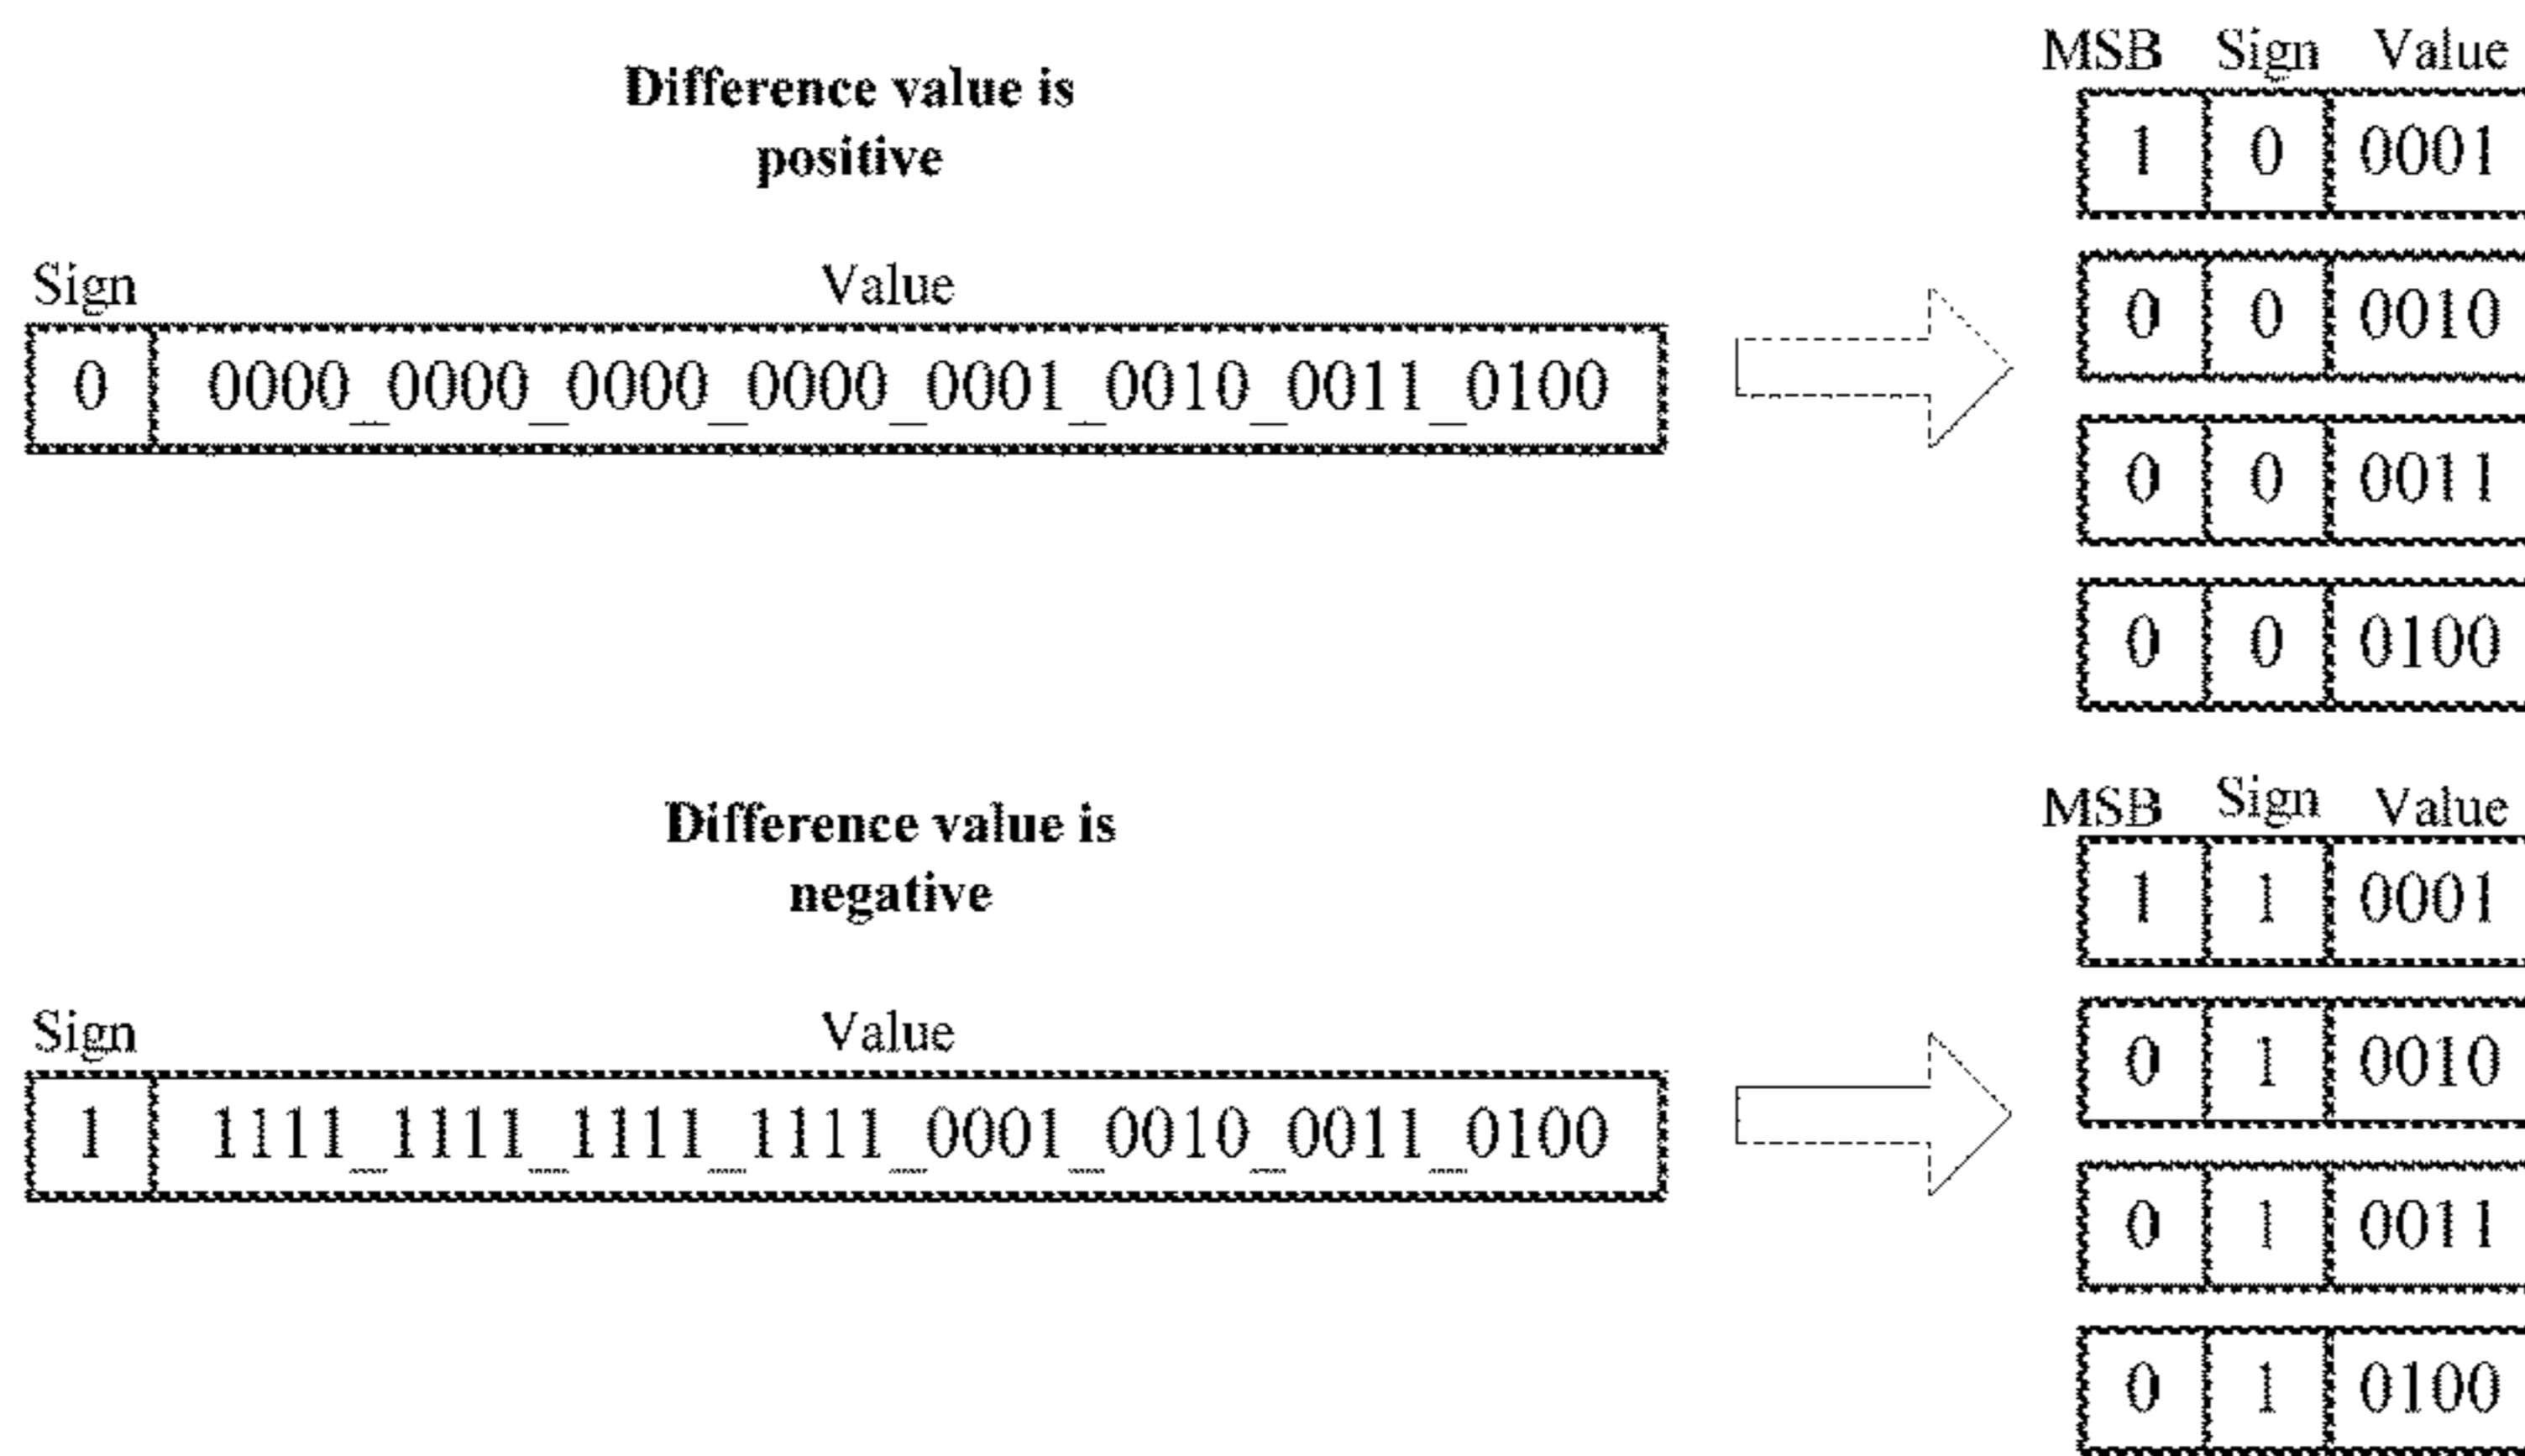 Difference value is
positive
Sign Value
0 0000_0000_0000_0000_0001_0010_0011_0100
MSB Sign Value
1 0 0001
0 0 0010
0 0 0011
0 0 0100
Difference value is
negative
Sign Value
1 1111_1111_1111_1111_0001_0010_0011_0100
MSB Sign Value
1 1 0001
0 1 0010
0 1 0011
0 1 0100